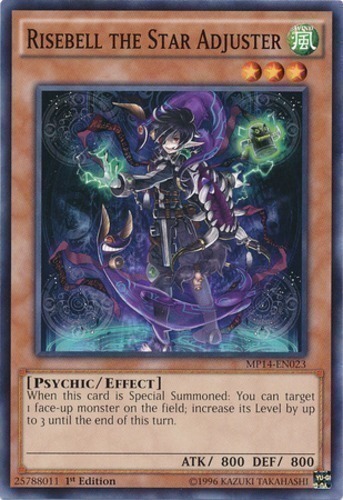 RISEBELL THE STAR ADJUSTER
風
MP14-EN023
[PSYCHIC/EFFECT]
When this card is Special Summoned: You can target
1 face-up monster on the field; increase its Level by up
to 3 until the end of this turn.
ATK/ 800 DEF/ 800
25788011 1st Edition ©1996 KAZUKI TAKAHASHI